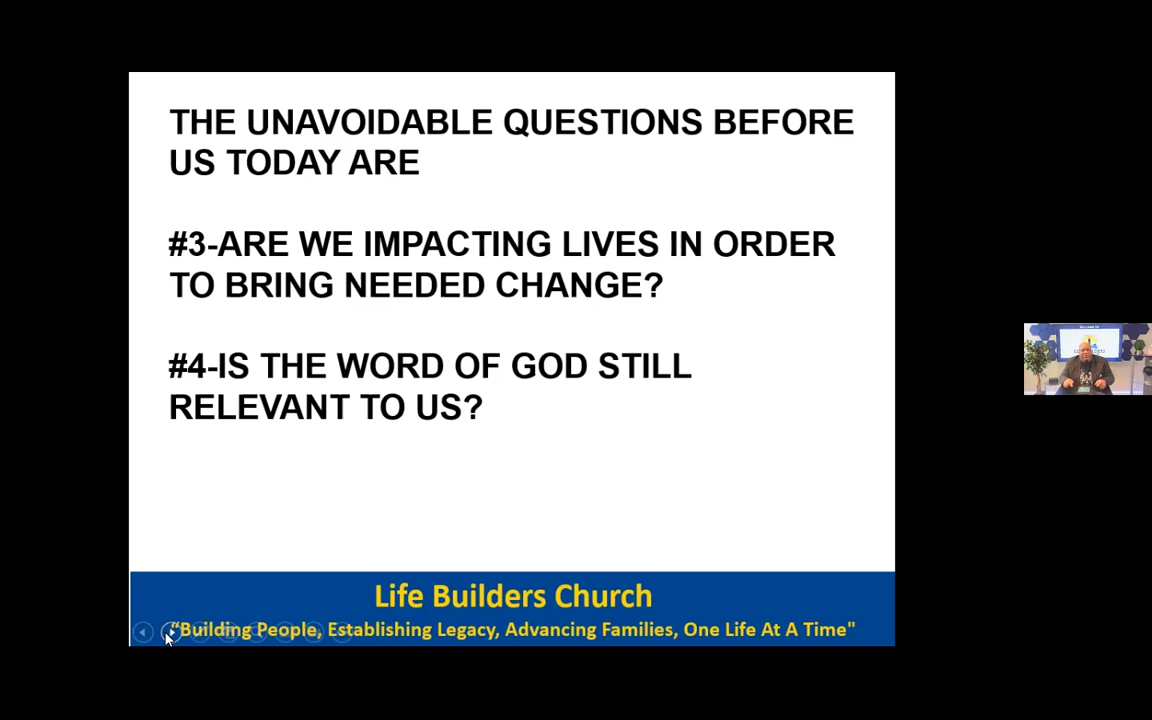 THE UNAVOIDABLE QUESTIONS BEFORE
US TODAY ARE
#3-ARE WE IMPACTING LIVES IN ORDER
TO BRING NEEDED CHANGE?
#4-IS THE WORD OF GOD STILL
RELEVANT TO US?
Life Builders Church
“Building People, Establishing Legacy, Advancing Families, One Life At A Time"